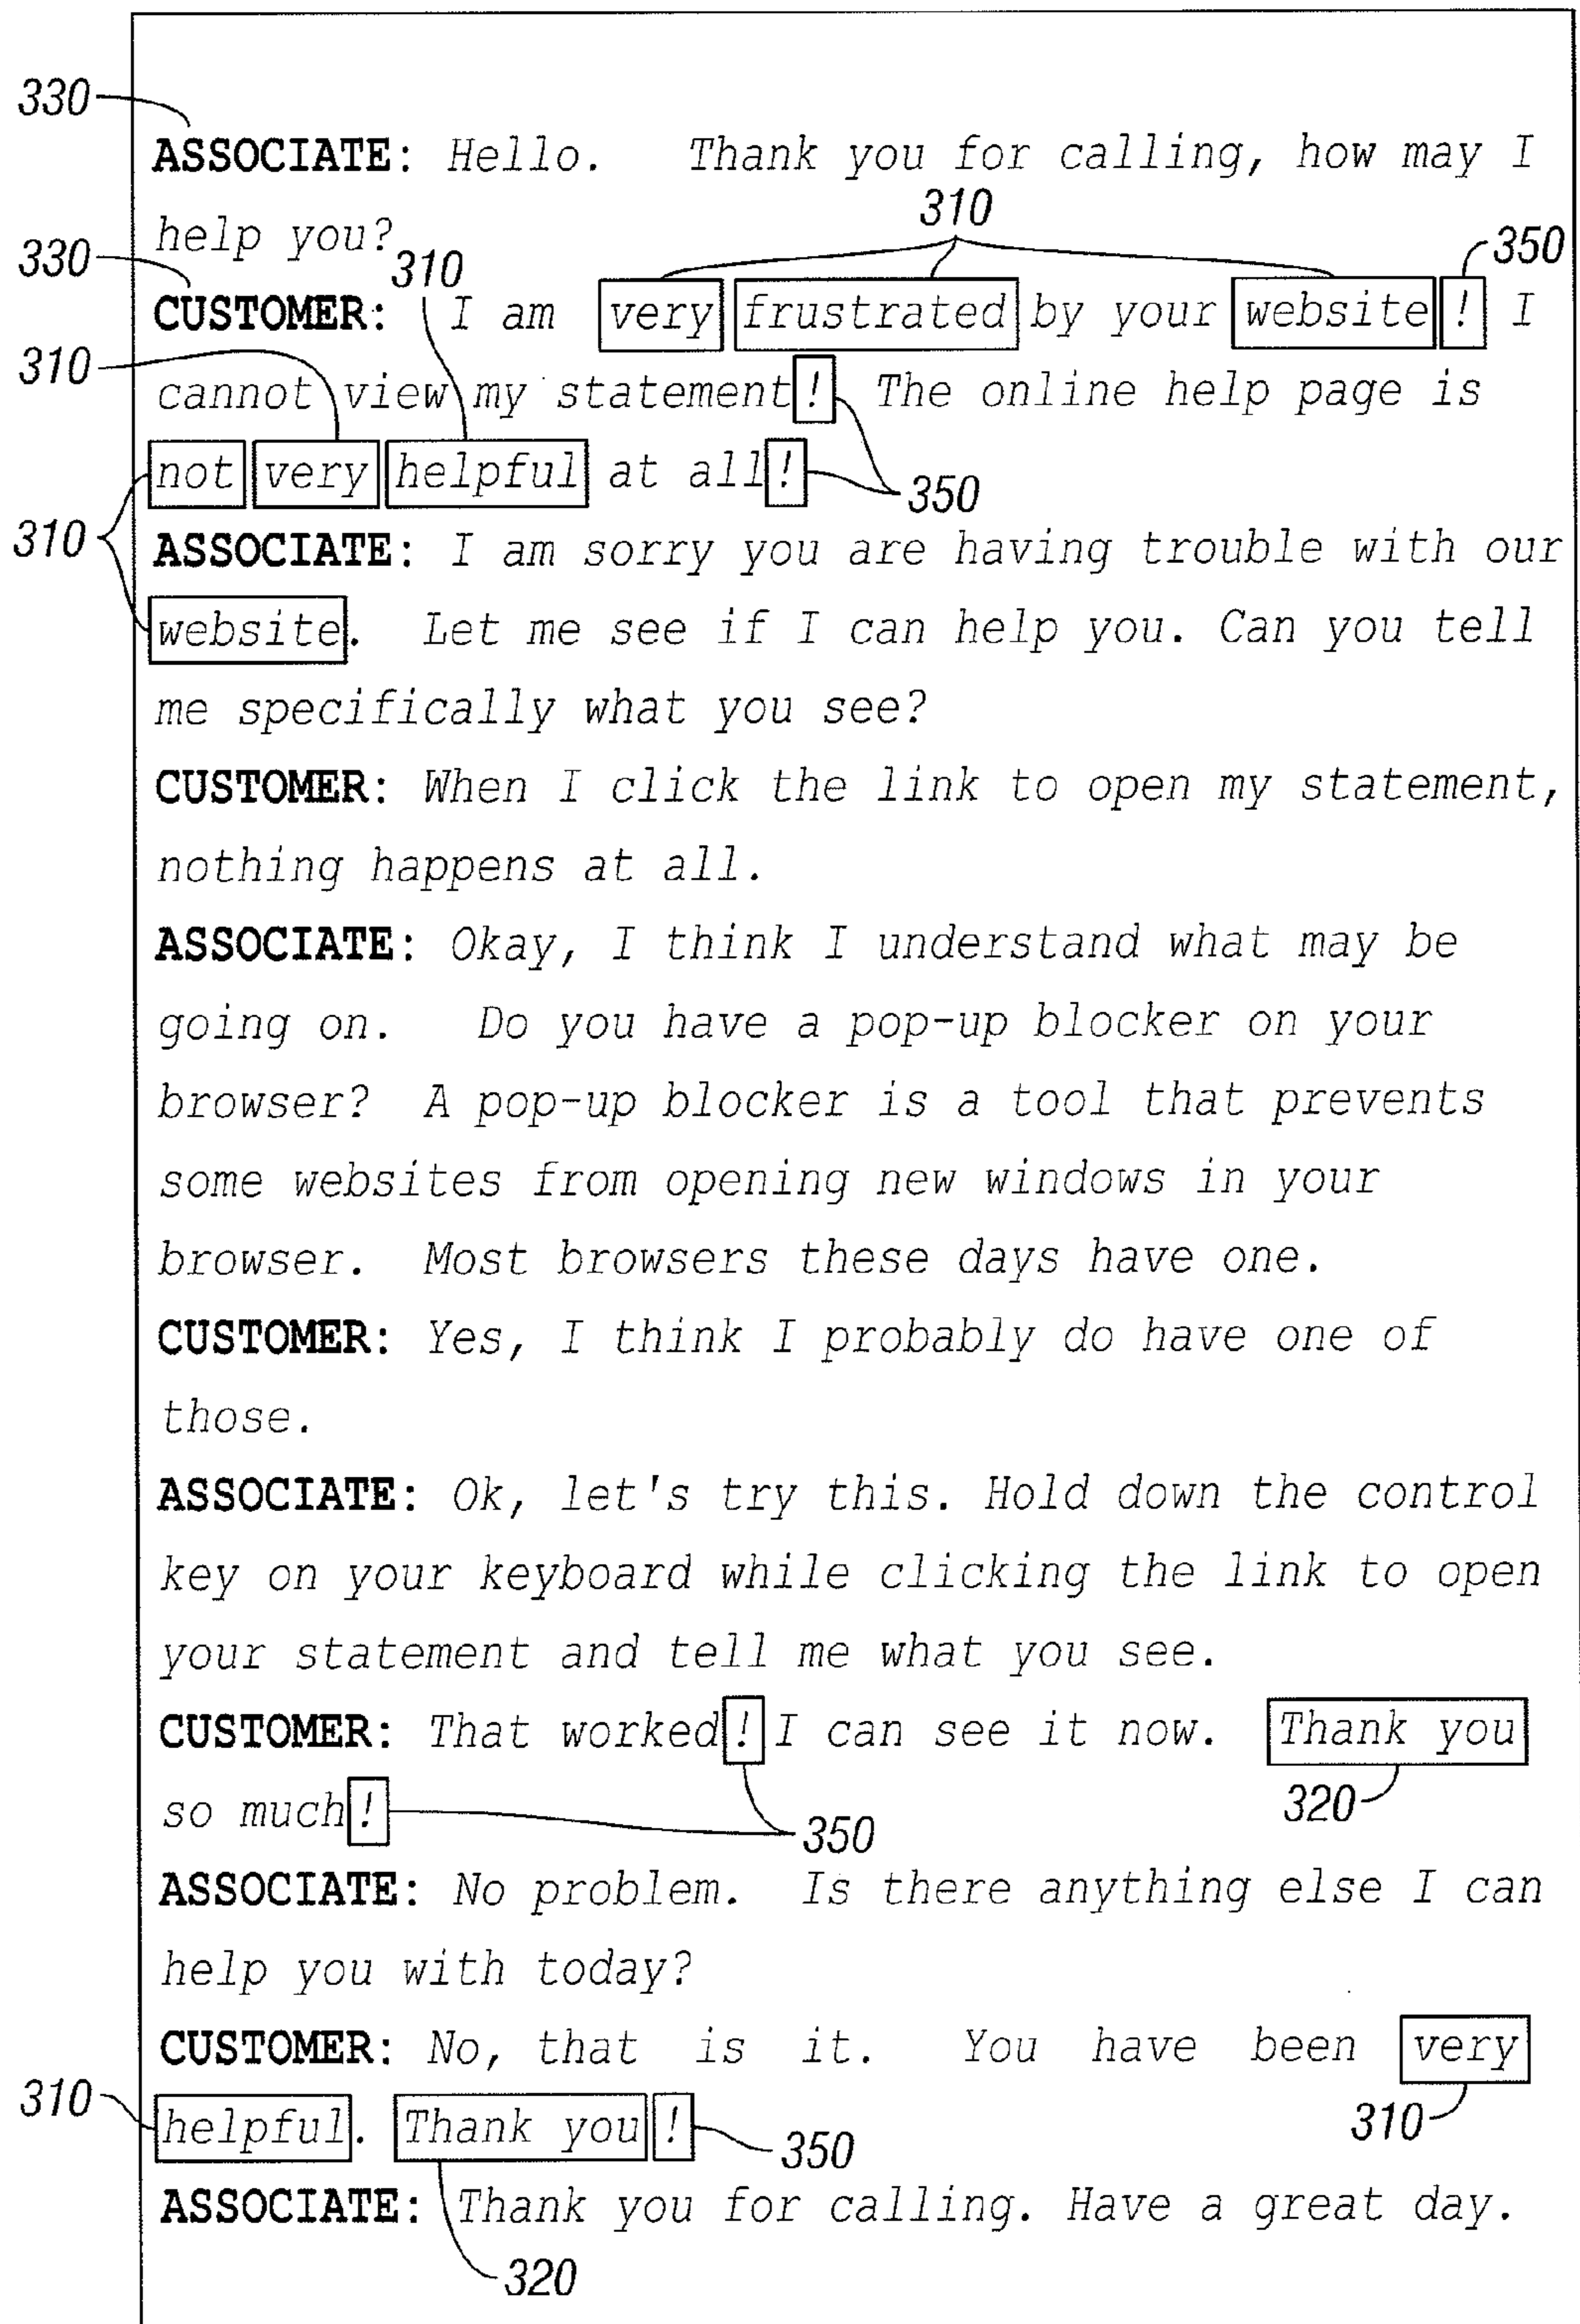 330
ASSOCIATE: Hello. Thank you for calling, how may I
310
help you?
330
310
350
CUSTOMER: I am very frustrated by your website! I
310
cannot view my statement! The online help page is
not very helpful at all!
350
310
ASSOCIATE: I am sorry you are having trouble with our
website. Let me see if I can help you. Can you tell
me specifically what you see?
CUSTOMER: When I click the link to open my statement,
nothing happens at all.
ASSOCIATE: Okay, I think I understand what may be
going on. Do you have a pop-up blocker on your
browser? A pop-up blocker is a tool that prevents
some websites from opening new windows in your
browser. Most browsers these days have one.
CUSTOMER: Yes, I think I probably do have one of
those.
ASSOCIATE: Ok, let's try this. Hold down the control
key on your keyboard while clicking the link to open
your statement and tell me what you see.
CUSTOMER: That worked! I can see it now. Thank you
320
so much!
350
ASSOCIATE: No problem. Is there anything else I can
help you with today?
CUSTOMER: No, that is it. You have been very
310
310
helpful. Thank you!
350
ASSOCIATE: Thank you for calling. Have a great day.
320